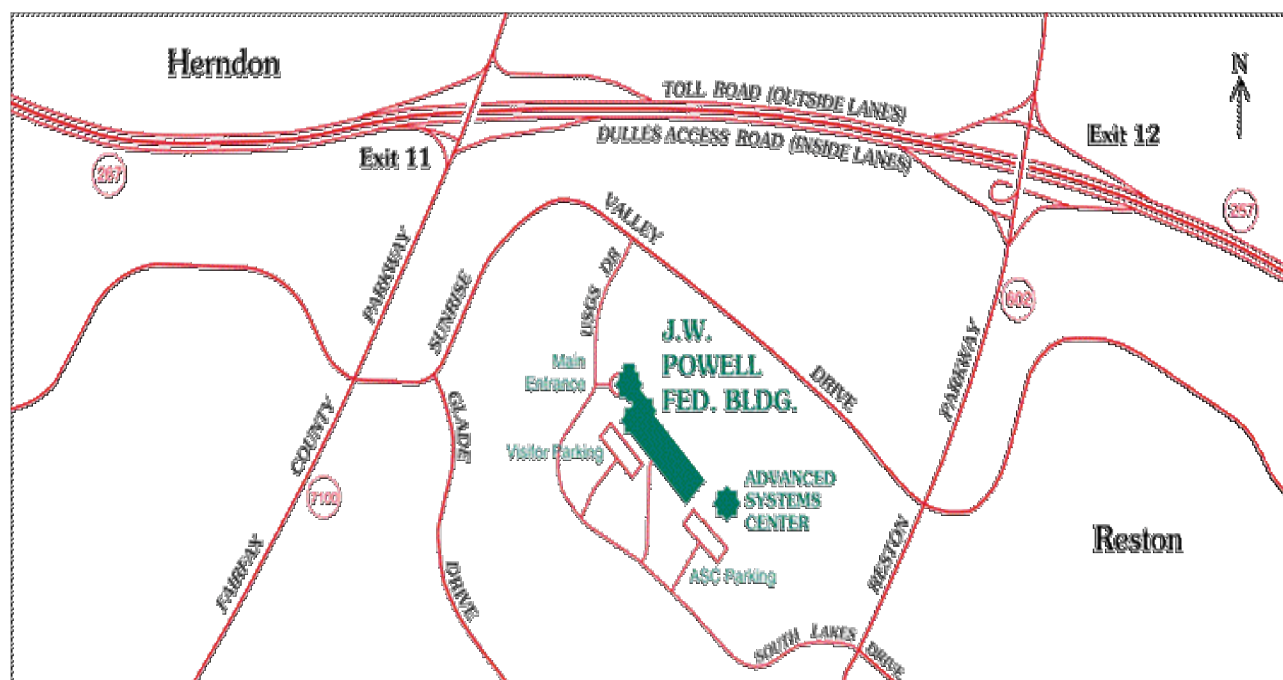 Herndon
N
TOLL ROAD (OUTSIDE LANES)
DULLES ACCESS ROAD (INSIDE LANES)
Exit 11
Exit 12
267
267
VALLEY
USGS DR
SUNRISE
DRIVE
FAIRFAX COUNTY PARKWAY
7100
GLADE DRIVE
RESTON PARKWAY
602
Main
Entrance
J.W.
POWELL
FED. BLDG.
Visitor Parking
ADVANCED
SYSTEMS
CENTER
ASC Parking
Reston
SOUTH LAKES DRIVE